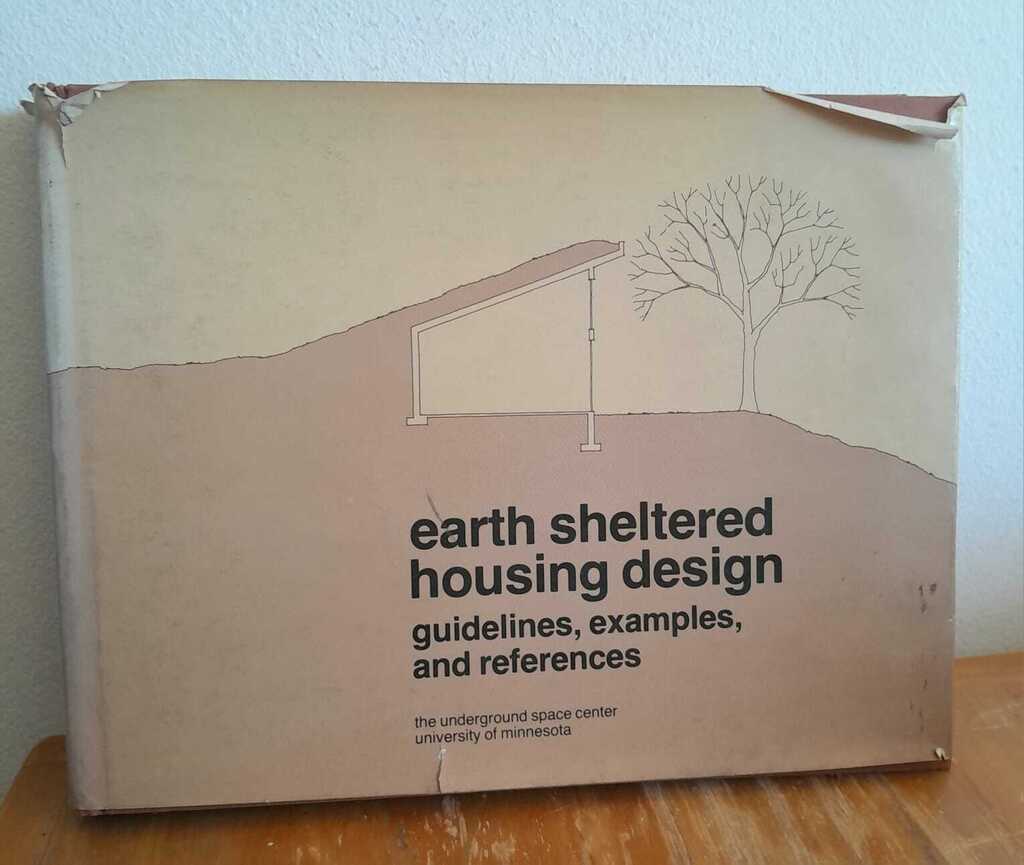 earth sheltered
housing design
guidelines, examples,
and references
the underground space center
university of minnesota